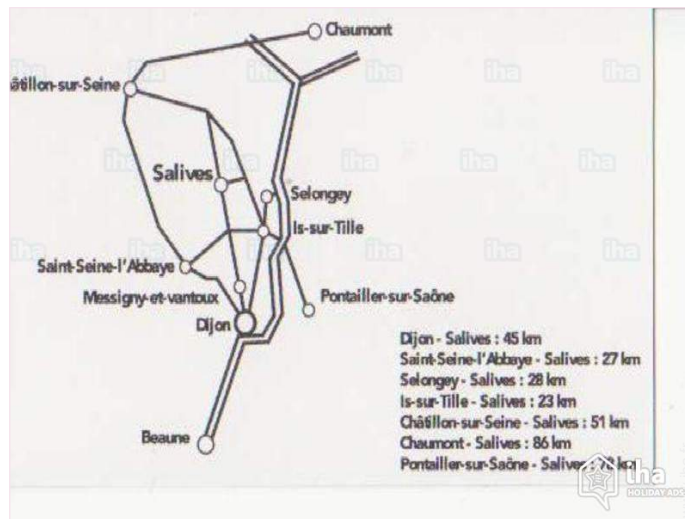 Chaumont
âtillon-sur-Seine
Salives
Selongey
Is-sur-Tille
Saint-Seine-l'Abbaye
Messigny-et-vantoux
Pontailler-sur-Saône
Dijon
Beaune
Dijon - Salives : 45 km
Saint-Seine-l'Abbaye - Salives : 27 km
Selongey - Salives : 28 km
Is-sur-Tille - Salives : 23 km
Châtillon-sur-Seine - Salives : 51 km
Chaumont - Salives : 86 km
Pontailler-sur-Saône - Salives : km
iha
HOLIDAY ADS